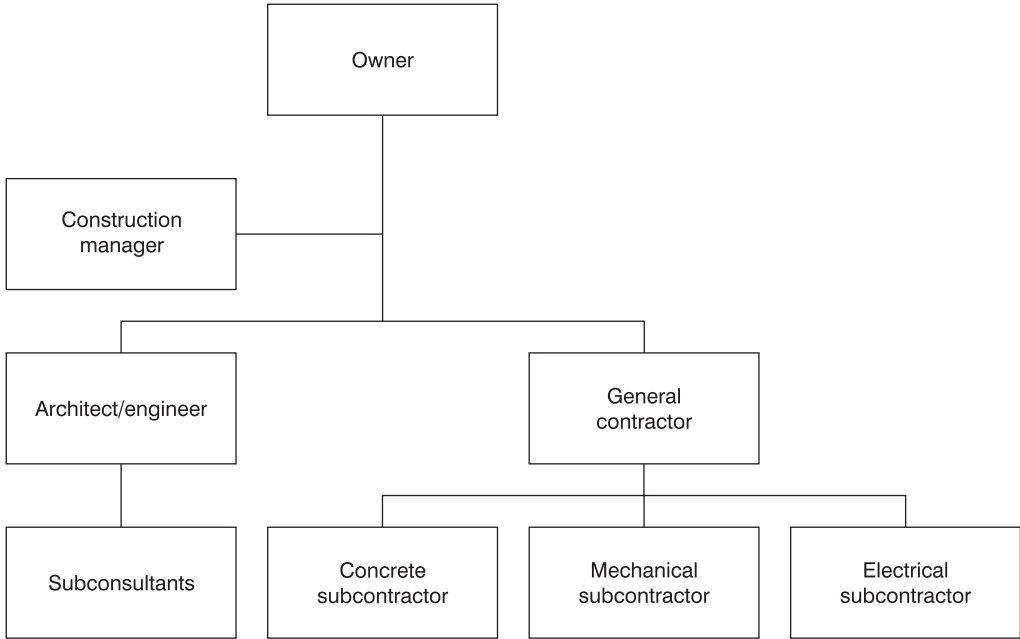 Owner
Construction
manager
Architect/engineer
General
contractor
Subconsultants
Concrete
subcontractor
Mechanical
subcontractor
Electrical
subcontractor